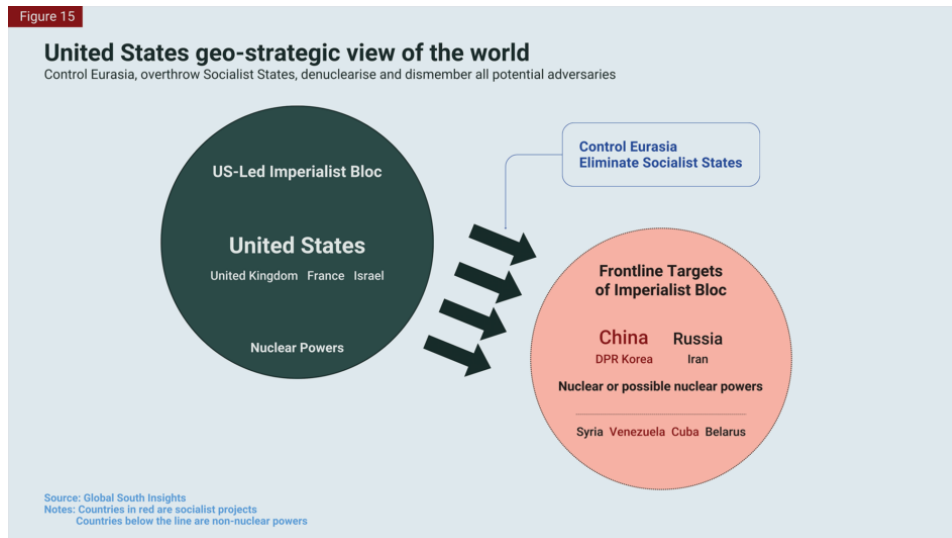 Figure 15
United States geo-strategic view of the world
Control Eurasia, overthrow Socialist States, denuclearise and dismember all potential adversaries
US-Led Imperialist Bloc
United States
United Kingdom France Israel
Nuclear Powers
Control Eurasia
Eliminate Socialist States
Frontline Targets
of Imperialist Bloc
China Russia
DPR Korea Iran
Nuclear or possible nuclear powers
Syria Venezuela Cuba Belarus
Source: Global South Insights
Notes: Countries in red are socialist projects
Countries below the line are non-nuclear powers